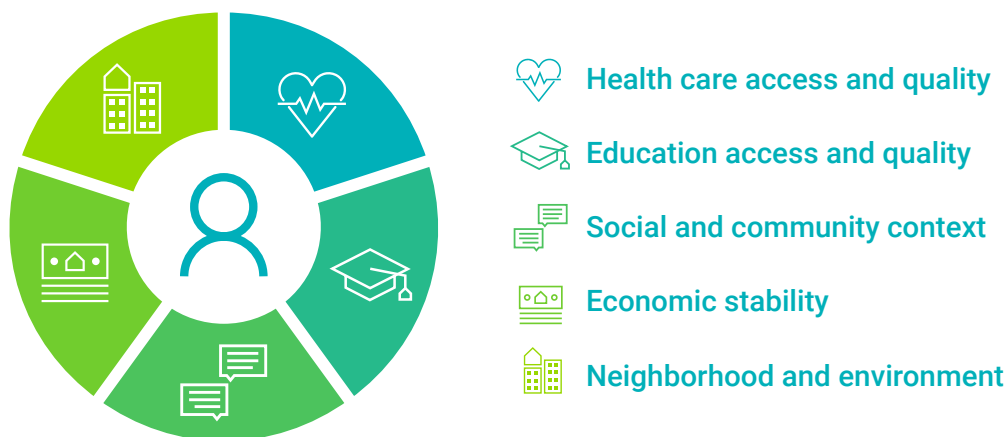 Health care access and quality
Education access and quality
Social and community context
Economic stability
Neighborhood and environment